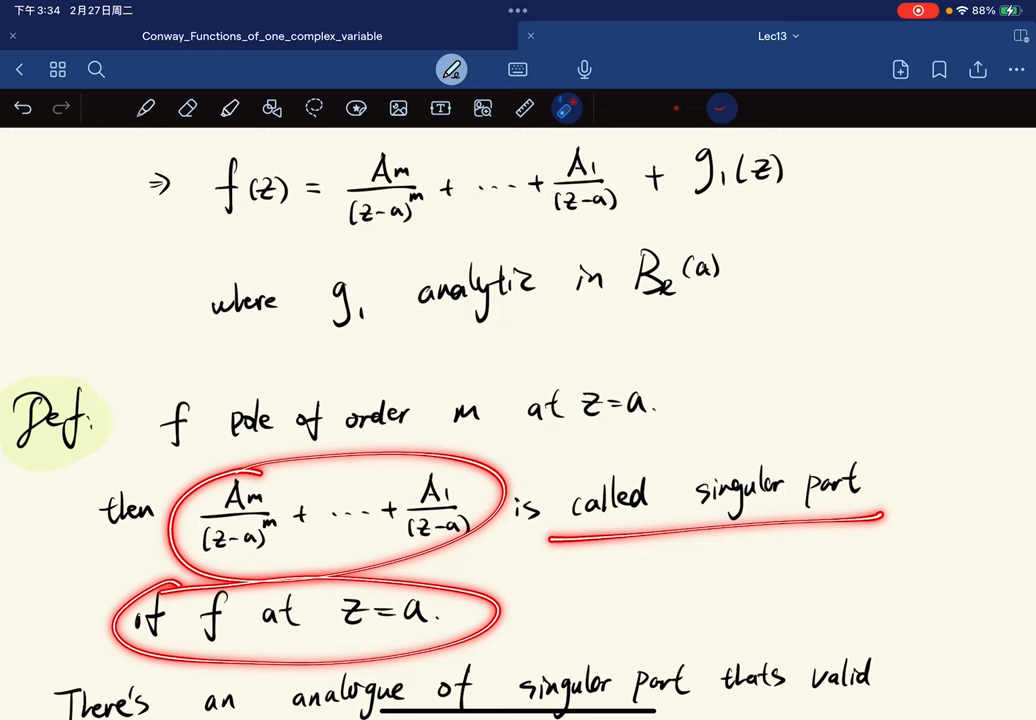 下午3:34 2月27日周二
88%
Conway_Functions_of_one_complex_variable
Lec13
⇒ f(z) = Am/(z-a)^m + ... + A1/(z-a) + g1(z)
where g1 analytic in BR(a)
Def: f pole of order m at z=a.
then Am/(z-a)^m + ... + A1/(z-a) is called singular part
of f at z=a.
There's an analogue of singular part thats valid